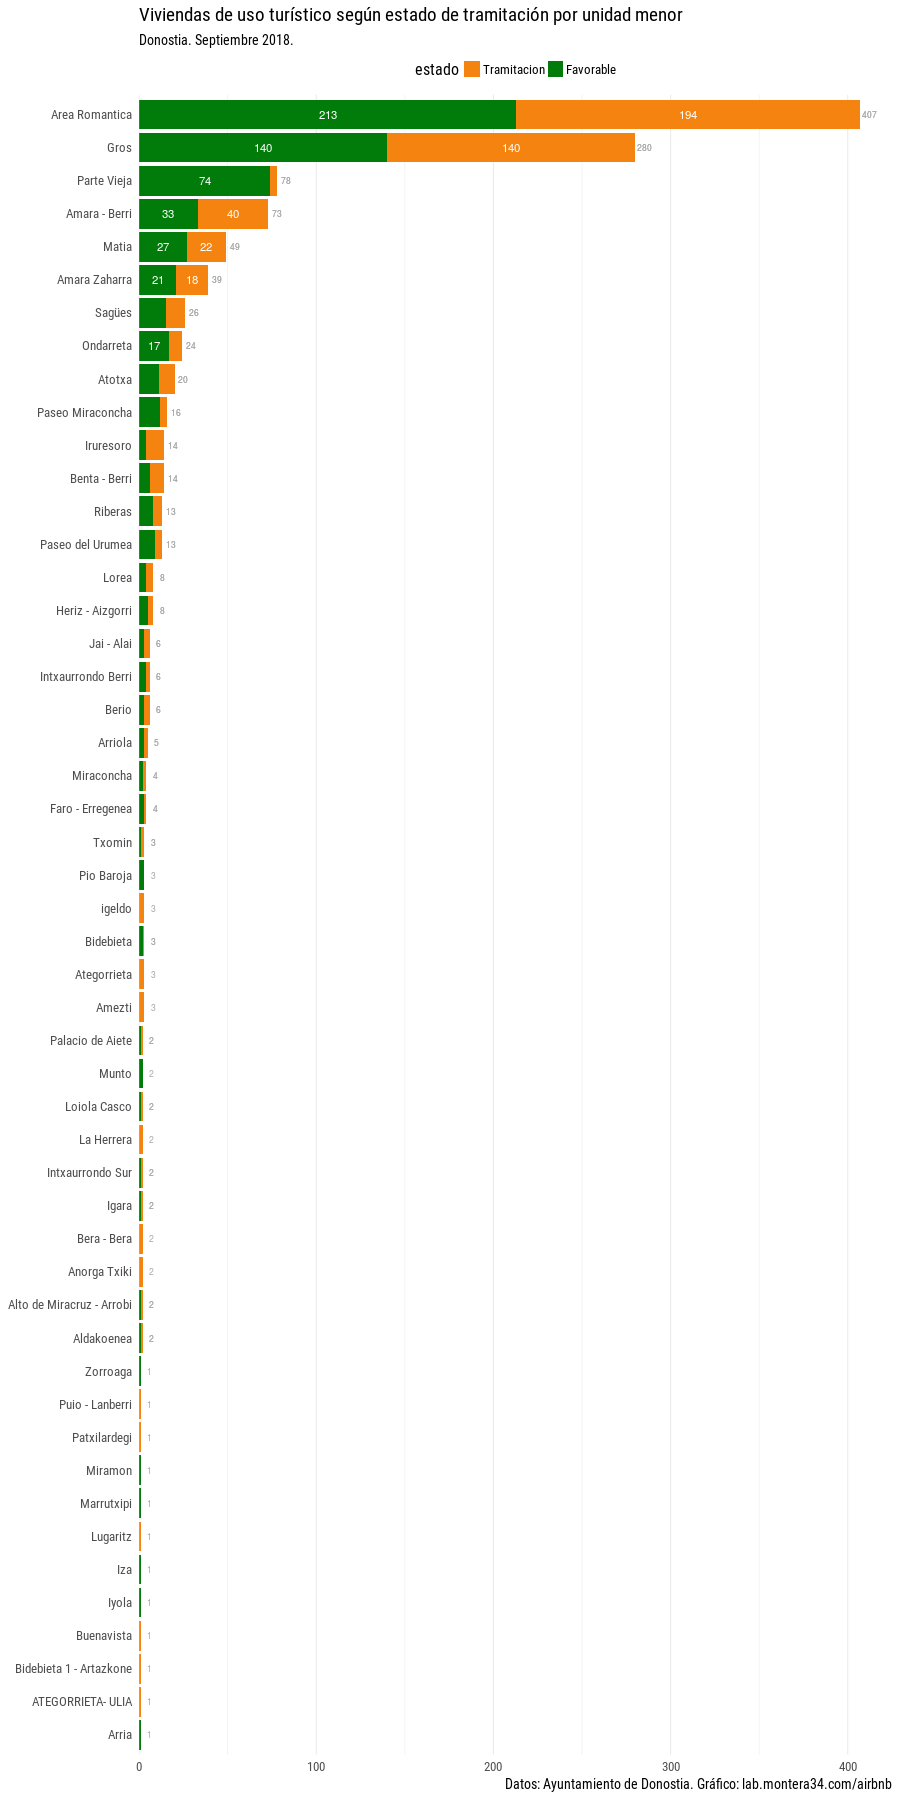 Viviendas de uso turístico según estado de tramitación por unidad menor
Donostia. Septiembre 2018.
estado Tramitacion Favorable
Area Romantica 213 194 407
Gros 140 140 280
Parte Vieja 74 78
Amara - Berri 33 40 73
Matia 27 22 49
Amara Zaharra 21 18 39
Sagües 26
Ondarreta 17 24
Atotxa 20
Paseo Miraconcha 16
Iruresoro 14
Benta - Berri 14
Riberas 13
Paseo del Urumea 13
Lorea 8
Heriz - Aizgorri 8
Jai - Alai 6
Intxaurrondo Berri 6
Berio 6
Arriola 5
Miraconcha 4
Faro - Erregenea 4
Txomin 3
Pio Baroja 3
igeldo 3
Bidebieta 3
Ategorrieta 3
Amezti 3
Palacio de Aiete 2
Munto 2
Loiola Casco 2
La Herrera 2
Intxaurrondo Sur 2
Igara 2
Bera - Bera 2
Anorga Txiki 2
Alto de Miracruz - Arrobi 2
Aldakoenea 2
Zorroaga 1
Puio - Lanberri 1
Patxilardegi 1
Miramon 1
Marrutxipi 1
Lugaritz 1
Iza 1
Iyola 1
Buenavista 1
Bidebieta 1 - Artazkone 1
ATEGORRIETA- ULIA 1
Arria 1
0 100 200 300 400
Datos: Ayuntamiento de Donostia. Gráfico: lab.montera34.com/airbnb